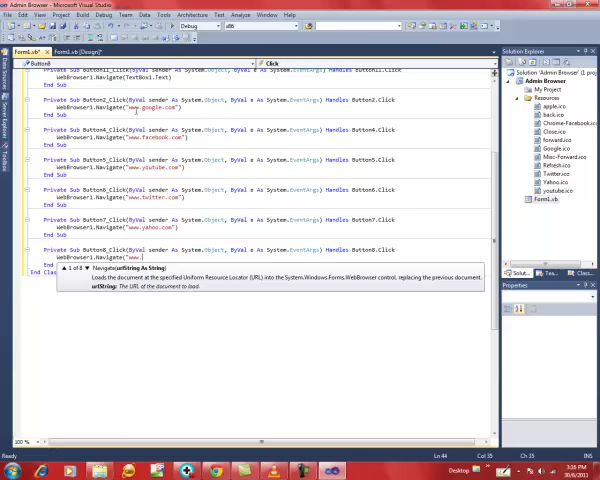 Admin Browser - Microsoft Visual Studio
File Edit View Project Build Debug Team Data Tools Architecture Test Analyze Window Help
Debug x86
Form1.vb* Form1.vb [Design]*
Button8 Click
Data Sources
Server Explorer
Toolbox
Private Sub Button11_Click(ByVal sender As System.Object, ByVal e As System.EventArgs) Handles Button11.Click
WebBrowser1.Navigate(TextBox1.Text)
End Sub
Private Sub Button2_Click(ByVal sender As System.Object, ByVal e As System.EventArgs) Handles Button2.Click
WebBrowser1.Navigate("www.google.com")
End Sub
Private Sub Button4_Click(ByVal sender As System.Object, ByVal e As System.EventArgs) Handles Button4.Click
WebBrowser1.Navigate("www.facebook.com")
End Sub
Private Sub Button5_Click(ByVal sender As System.Object, ByVal e As System.EventArgs) Handles Button5.Click
WebBrowser1.Navigate("www.youtube.com")
End Sub
Private Sub Button6_Click(ByVal sender As System.Object, ByVal e As System.EventArgs) Handles Button6.Click
WebBrowser1.Navigate("www.twitter.com")
End Sub
Private Sub Button7_Click(ByVal sender As System.Object, ByVal e As System.EventArgs) Handles Button7.Click
WebBrowser1.Navigate("www.yahoo.com")
End Sub
Private Sub Button8_Click(ByVal sender As System.Object, ByVal e As System.EventArgs) Handles Button8.Click
WebBrowser1.Navigate("www.
End
End Class
▲ 1 of 8 ▼ Navigate(urlString As String)
Loads the document at the specified Uniform Resource Locator (URL) into the System.Windows.Forms.WebBrowser control, replacing the previous document.
urlString: The URL of the document to load.
Solution Explorer
Solution 'Admin Browser' (1 pro
Admin Browser
My Project
Resources
apple.ico
back.ico
Chrome-Facebook.ico
Close.ico
forward.ico
Google.ico
Misc-Forward.ico
Refresh.ico
Twitter.ico
Yahoo.ico
youtube.ico
Form1.vb
Solut... Tea... Class...
Properties
100 %
Ln 44 Col 35 Ch 35 INS
Desktop
3:16 PM
30/6/2011